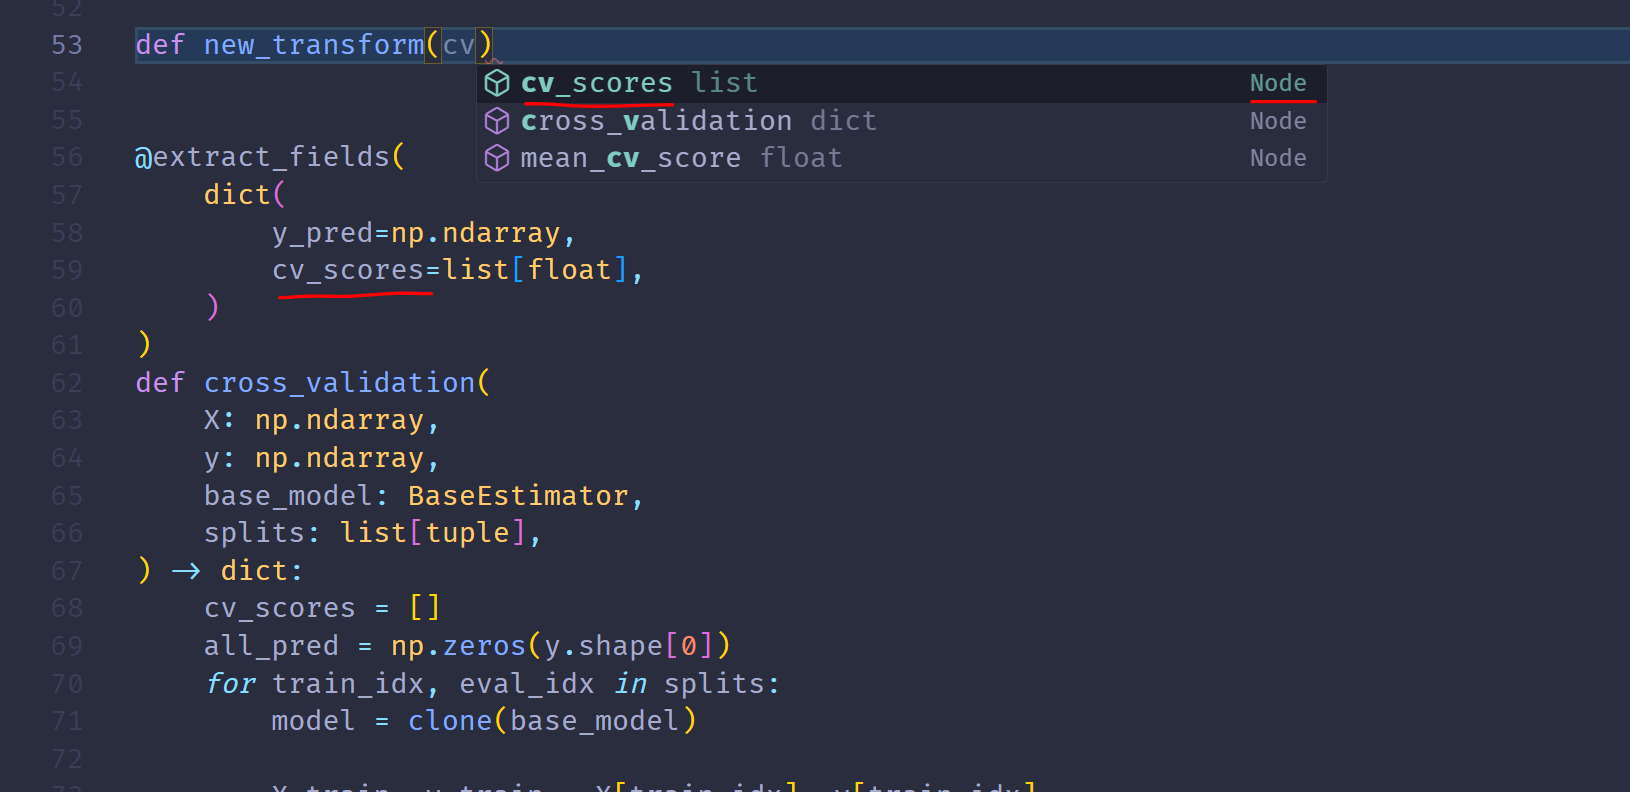 52
53 def new_transform(cv)
cv_scores list Node
54
cross_validation dict Node
55
mean_cv_score float Node
56 @extract_fields(
57 dict(
58 y_pred=np.ndarray,
59 cv_scores=list[float],
60 )
61 )
62 def cross_validation(
63 X: np.ndarray,
64 y: np.ndarray,
65 base_model: BaseEstimator,
66 splits: list[tuple],
67 ) -> dict:
68 cv_scores = []
69 all_pred = np.zeros(y.shape[0])
70 for train_idx, eval_idx in splits:
71 model = clone(base_model)
72